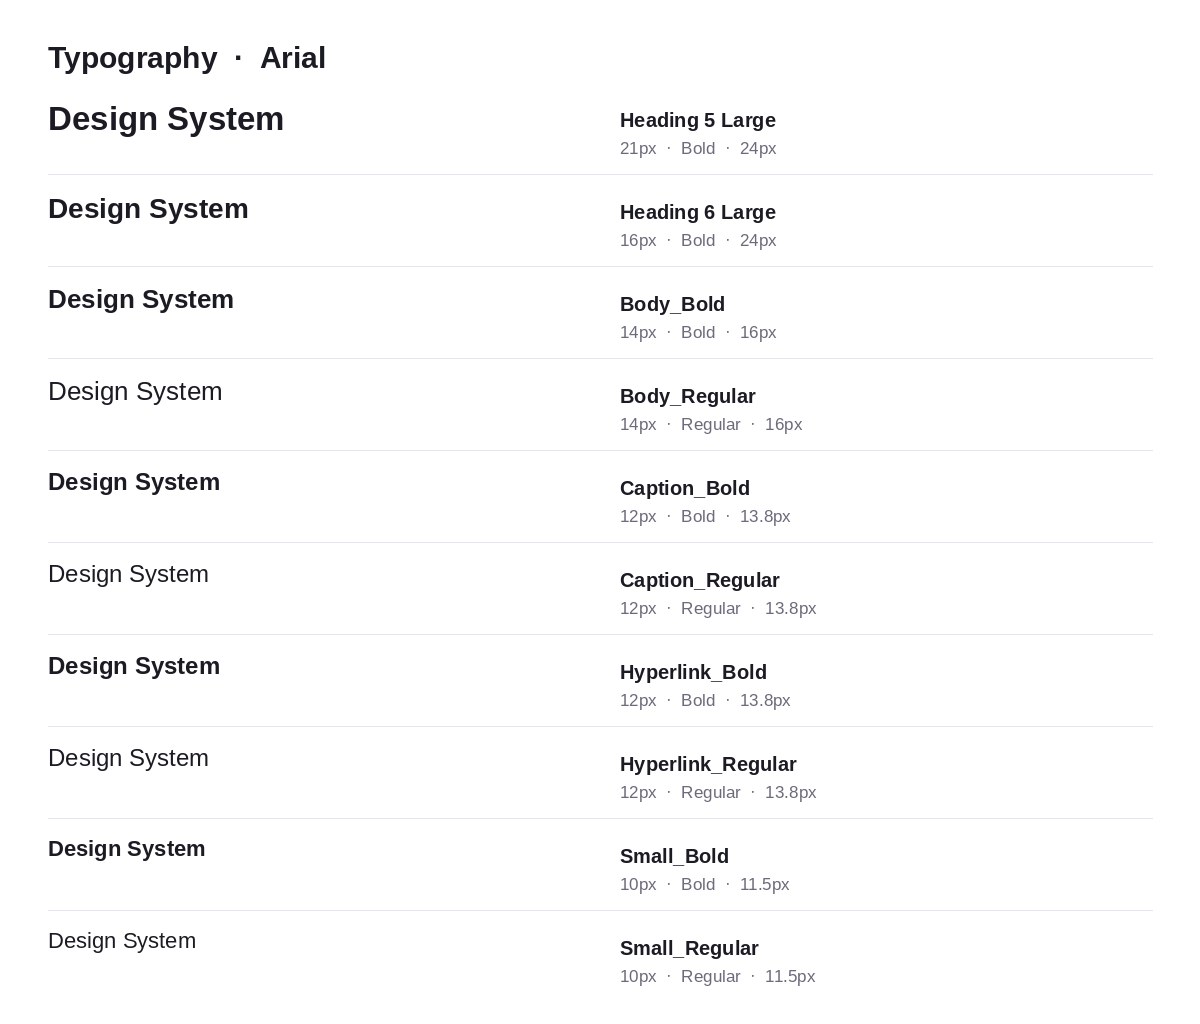 Typography · Arial
Design System
Heading 5 Large
21px · Bold · 24px
Design System
Heading 6 Large
16px · Bold · 24px
Design System
Body_Bold
14px · Bold · 16px
Design System
Body_Regular
14px · Regular · 16px
Design System
Caption_Bold
12px · Bold · 13.8px
Design System
Caption_Regular
12px · Regular · 13.8px
Design System
Hyperlink_Bold
12px · Bold · 13.8px
Design System
Hyperlink_Regular
12px · Regular · 13.8px
Design System
Small_Bold
10px · Bold · 11.5px
Design System
Small_Regular
10px · Regular · 11.5px